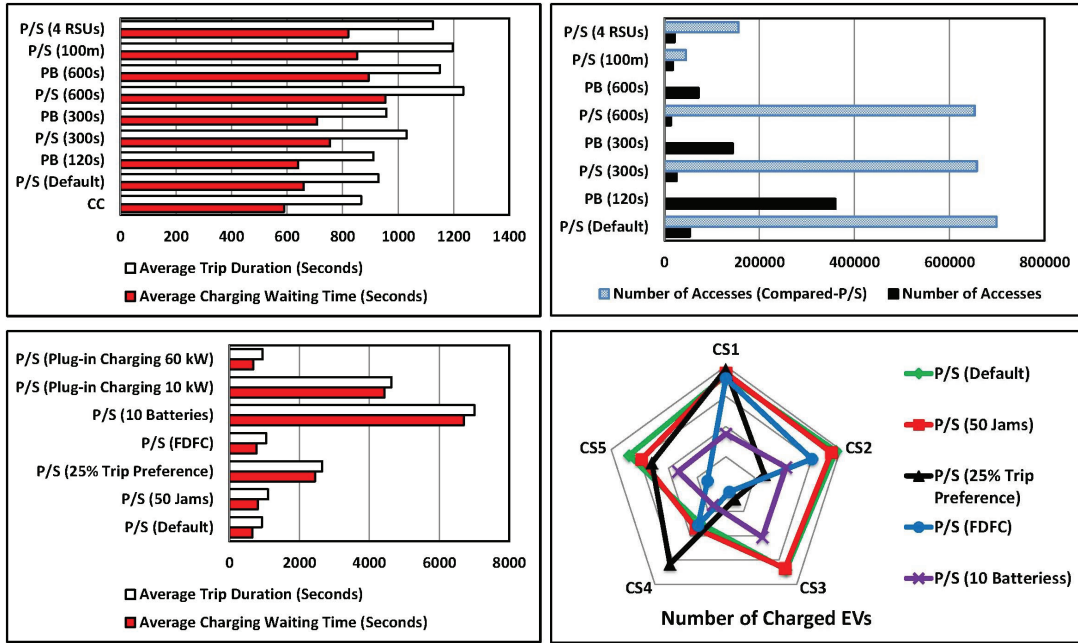 P/S (4 RSUs)
P/S (100m)
PB (600s)
P/S (600s)
PB (300s)
P/S (300s)
PB (120s)
P/S (Default)
CC
0 200 400 600 800 1000 1200 1400
Average Trip Duration (Seconds)
Average Charging Waiting Time (Seconds)
P/S (4 RSUs)
P/S (100m)
PB (600s)
P/S (600s)
PB (300s)
P/S (300s)
PB (120s)
P/S (Default)
0 200000 400000 600000 800000
Number of Accesses (Compared-P/S) Number of Accesses
P/S (Plug-in Charging 60 kW)
P/S (Plug-in Charging 10 kW)
P/S (10 Batteries)
P/S (FDFC)
P/S (25% Trip Preference)
P/S (50 Jams)
P/S (Default)
0 2000 4000 6000 8000
Average Trip Duration (Seconds)
Average Charging Waiting Time (Seconds)
CS1
CS2
CS3
CS4
CS5
Number of Charged EVs
P/S (Default)
P/S (50 Jams)
P/S (25% Trip
Preference)
P/S (FDFC)
P/S (10 Batteriess)